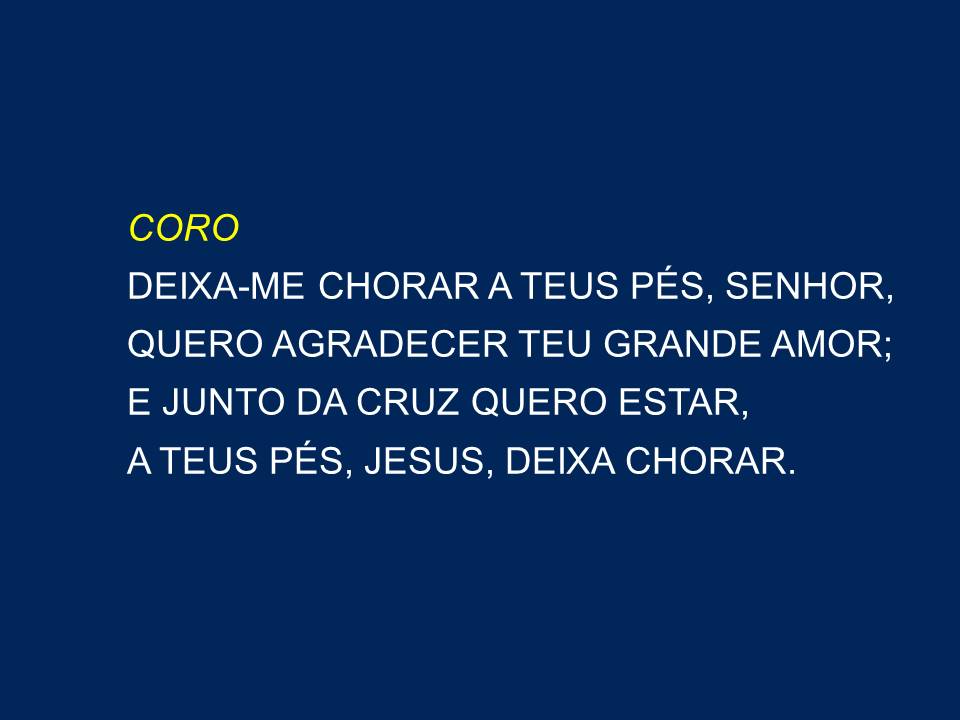 CORO
DEIXA-ME CHORAR A TEUS PÉS, SENHOR,
QUERO AGRADECER TEU GRANDE AMOR;
E JUNTO DA CRUZ QUERO ESTAR,
A TEUS PÉS, JESUS, DEIXA CHORAR.